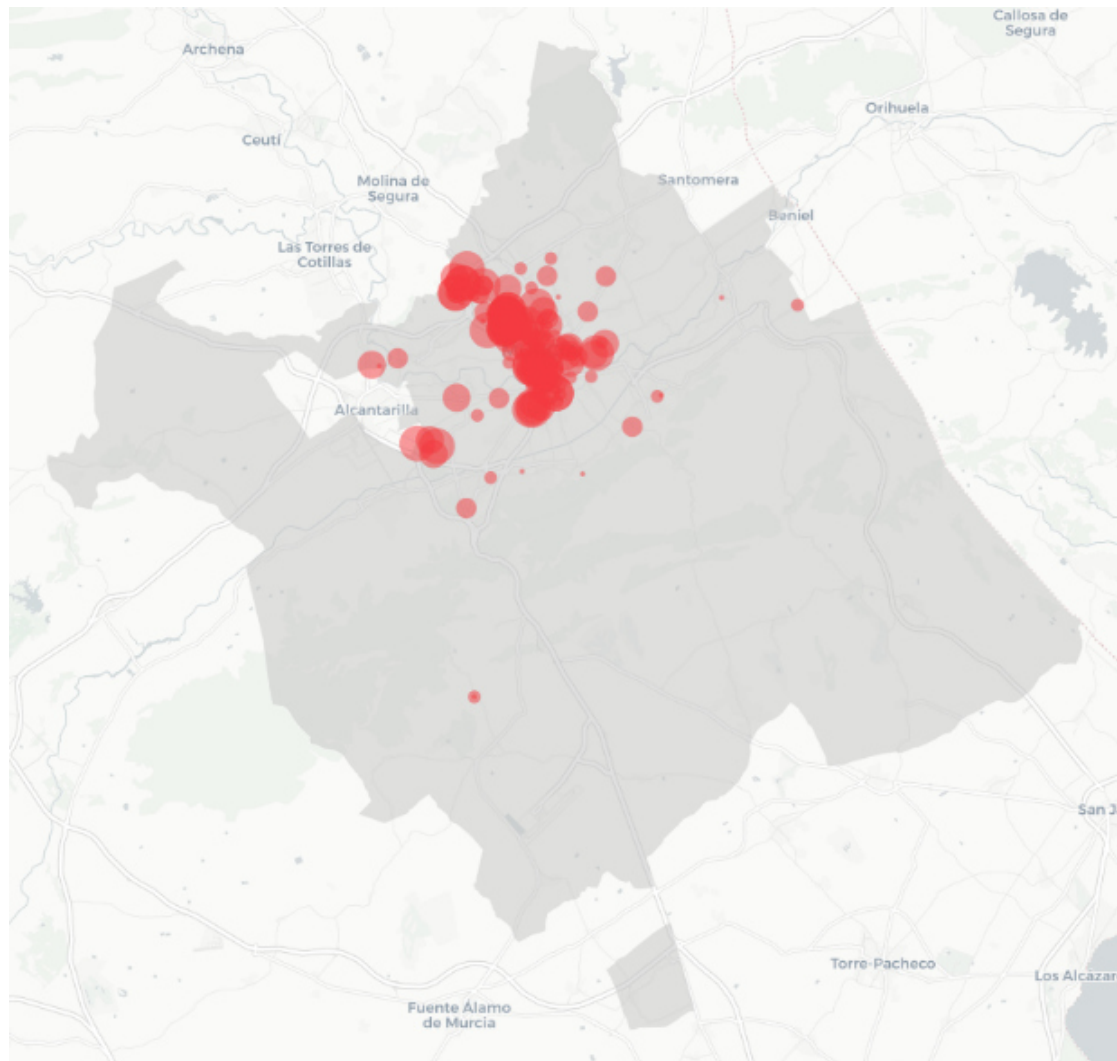 Callosa de
Segura
Archena
Orihuela
Ceutí
Molina de
Segura
Santomera
Beniel
Las Torres de
Cotillas
Alcantarilla
San J
Torre-Pacheco
Los Alcázar
Fuente Álamo
de Murcia